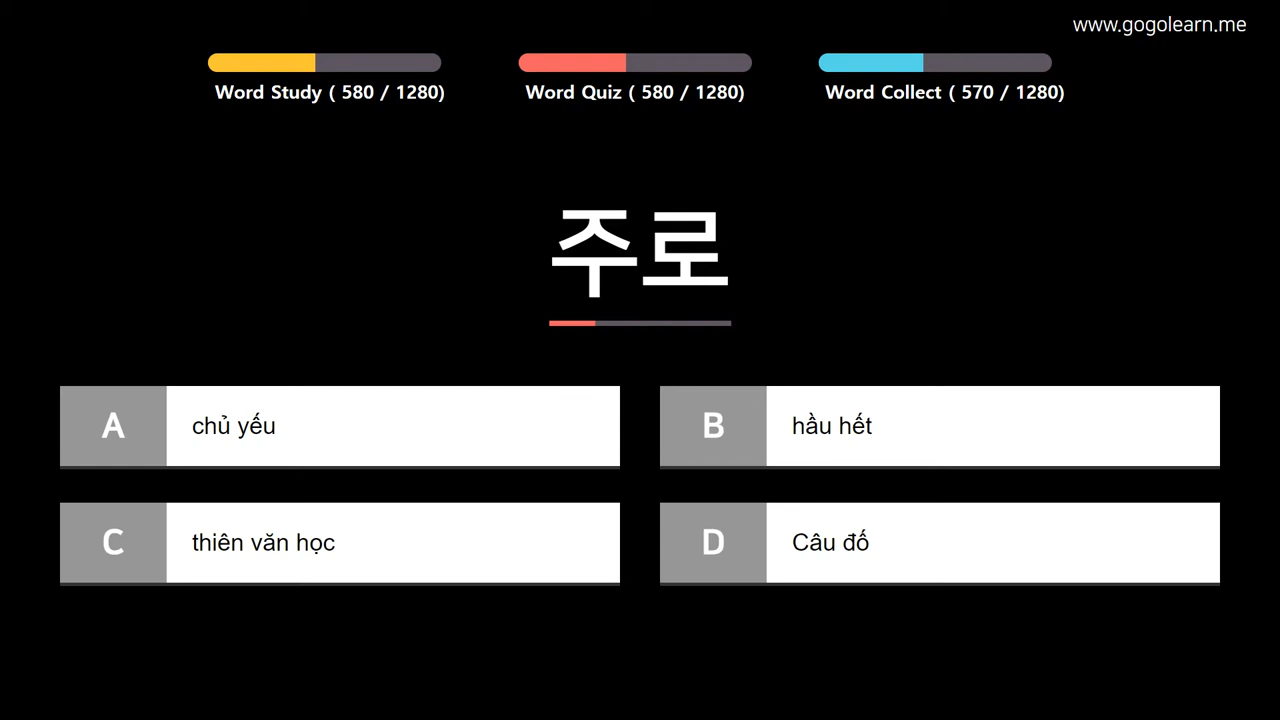 www.gogolearn.me
Word Study ( 580 / 1280)
Word Quiz ( 580 / 1280)
Word Collect ( 570 / 1280)
주로
A chủ yếu
B hầu hết
C thiên văn học
D Câu đố